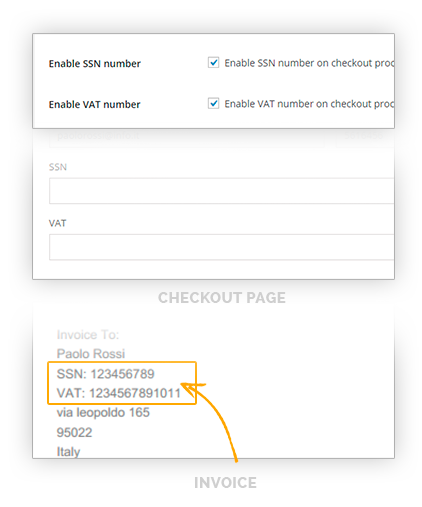 Enable SSN number
Enable SSN number on checkout proc
Enable VAT number
Enable VAT number on checkout proc
SSN
VAT
CHECKOUT PAGE
Invoice To:
Paolo Rossi
SSN: 123456789
VAT: 1234567891011
via leopoldo 165
95022
Italy
INVOICE